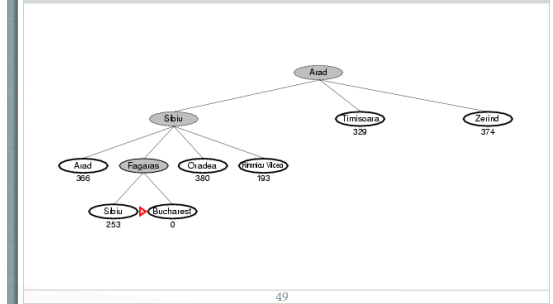 Arad
Sibiu
Timisoara
Zerind
329
374
Arad
Fagaras
Oradea
Rimnicu Vilcea
366
380
193
Sibiu
Bucharest
253
0
49